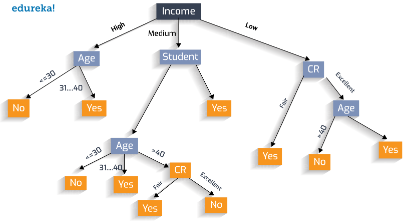 edureka!
Income
High
Medium
Low
Age
Student
CR
<=30
31....40
Fair
Excellent
No
Yes
Yes
Age
>40
Age
<=30
31....40
>40
CR
Yes
No
Yes
No
Yes
Fair
Excellent
Yes
No